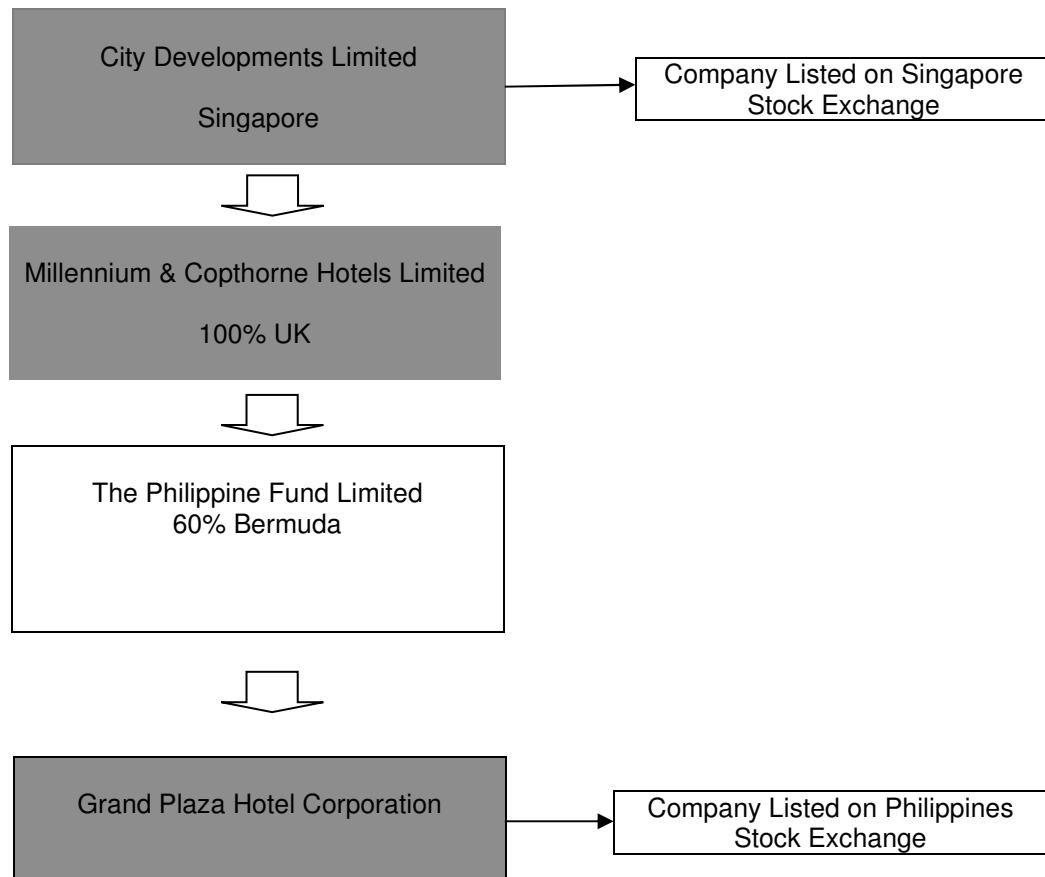 City Developments Limited
Singapore
Company Listed on Singapore
Stock Exchange
Millennium & Copthorne Hotels Limited
100% UK
The Philippine Fund Limited
60% Bermuda
Grand Plaza Hotel Corporation
Company Listed on Philippines
Stock Exchange